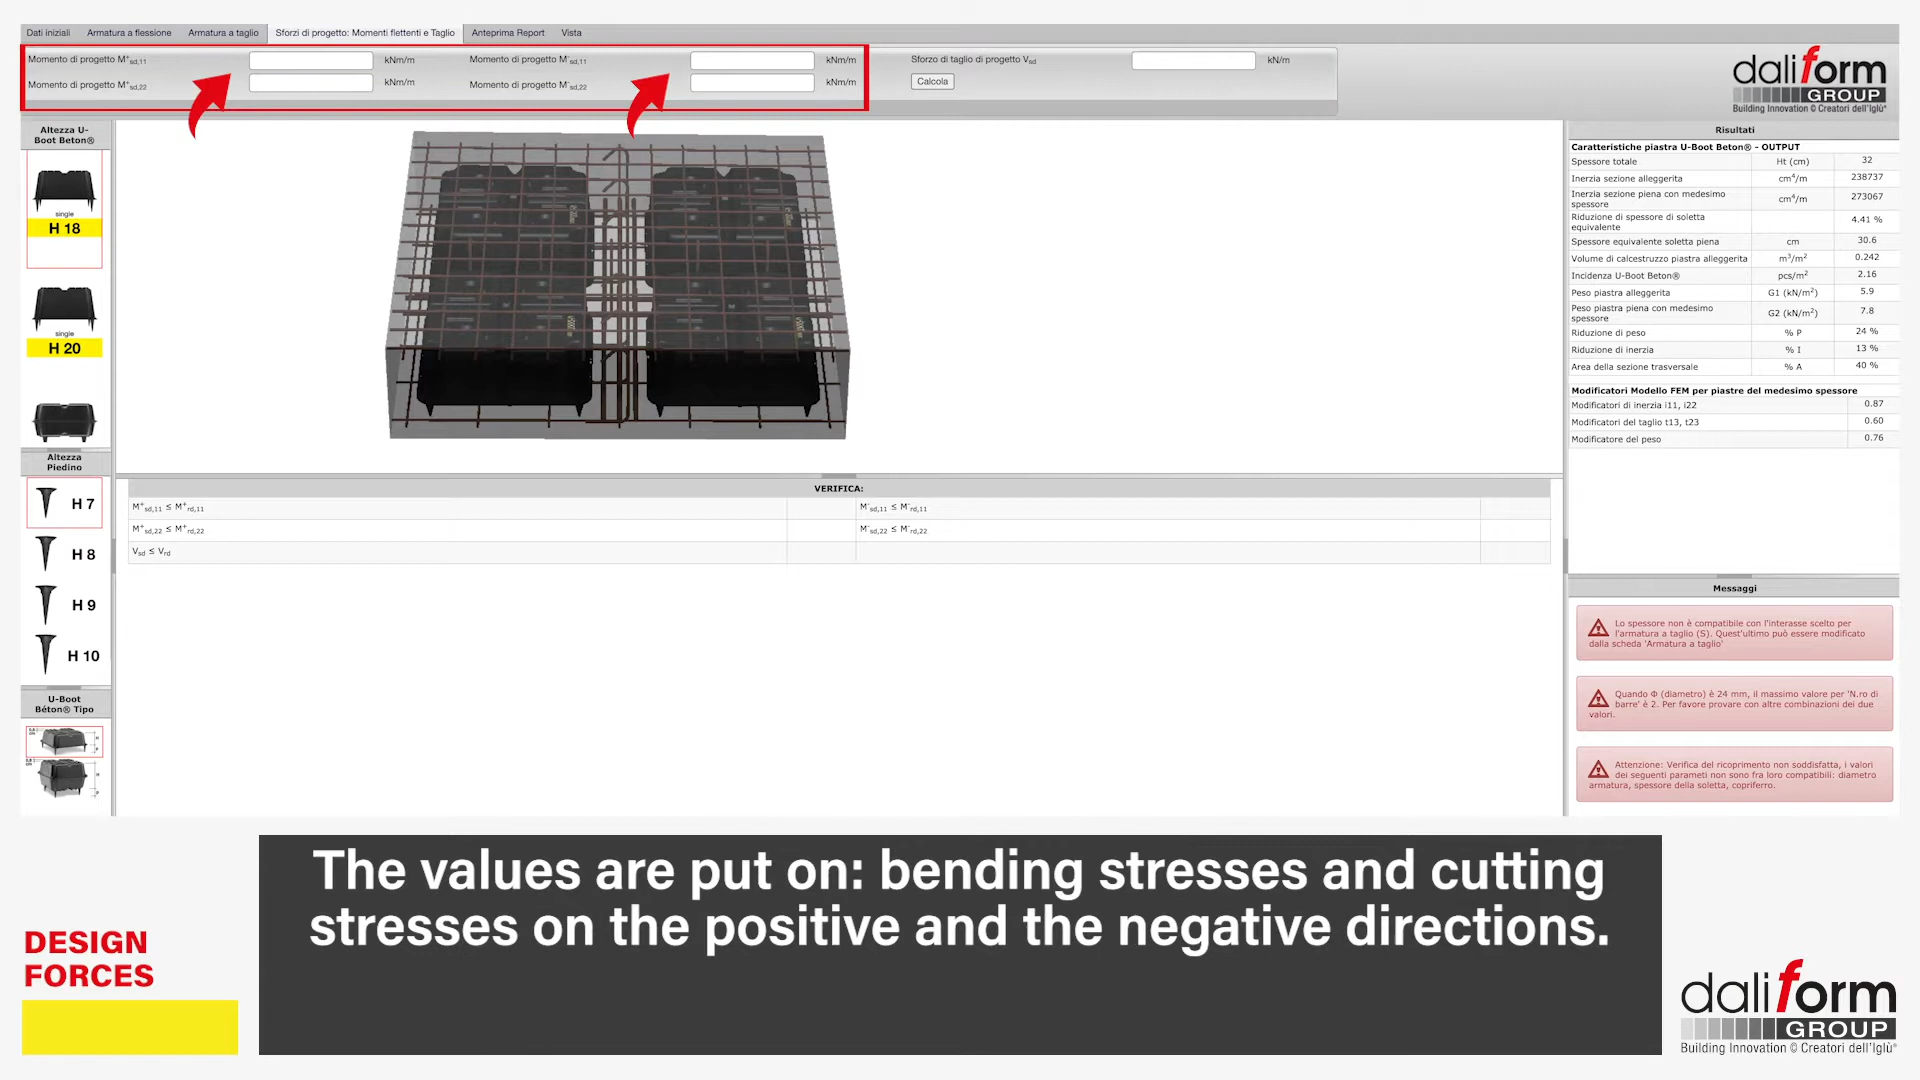 Dati iniziali
Armatura a flessione
Armatura a taglio
Sforzi di progetto: Momenti flettenti e Taglio
Anteprima Report
Vista
Momento di progetto M+sd,11
kNm/m
Momento di progetto M-sd,11
kNm/m
Sforzo di taglio di progetto Vsd
kN/m
Momento di progetto M+sd,22
kNm/m
Momento di progetto M-sd,22
kNm/m
Calcola
daliform
GROUP
Building Innovation © Creatori dell'Iglù®
Altezza U-
Boot Beton®
single
H 18
single
H 20
Altezza
Piedino
H 7
H 8
H 9
H 10
U-Boot
Béton® Tipo
VERIFICA:
M+sd,11 ≤ M+rd,11
M-sd,11 ≤ M-rd,11
M+sd,22 ≤ M+rd,22
M-sd,22 ≤ M-rd,22
Vsd ≤ Vrd
Risultati
Caratteristiche piastra U-Boot Beton® - OUTPUT
Spessore totale Ht (cm) 32
Inerzia sezione alleggerita cm4/m 238737
Inerzia sezione piena con medesimo
spessore cm4/m 273067
Riduzione di spessore di soletta
equivalente 4.41 %
Spessore equivalente soletta piena cm 30.6
Volume di calcestruzzo piastra alleggerita m3/m2 0.242
Incidenza U-Boot Beton® pcs/m2 2.16
Peso piastra alleggerita G1 (kN/m2) 5.9
Peso piastra piena con medesimo
spessore G2 (kN/m2) 7.8
Riduzione di peso % P 24 %
Riduzione di inerzia % I 13 %
Area della sezione trasversale % A 40 %
Modificatori Modello FEM per piastre del medesimo spessore
Modificatori di inerzia i11, i22 0.87
Modificatori del taglio t13, t23 0.60
Modificatore del peso 0.76
Messaggi
Lo spessore non è compatibile con l'interasse scelto per
l'armatura a taglio (S). Quest'ultimo può essere modificato
dalla scheda 'Armatura a taglio'
Quando Φ (diametro) è 24 mm, il massimo valore per 'N.ro di
barre' è 2. Per favore provare con altre combinazioni dei due
valori.
Attenzione: Verifica del ricoprimento non soddisfatta, i valori
dei seguenti parameti non sono fra loro compatibili: diametro
armatura, spessore della soletta, copriferro.
DESIGN
FORCES
The values are put on: bending stresses and cutting
stresses on the positive and the negative directions.
daliform
GROUP
Building Innovation © Creatori dell'Iglù®